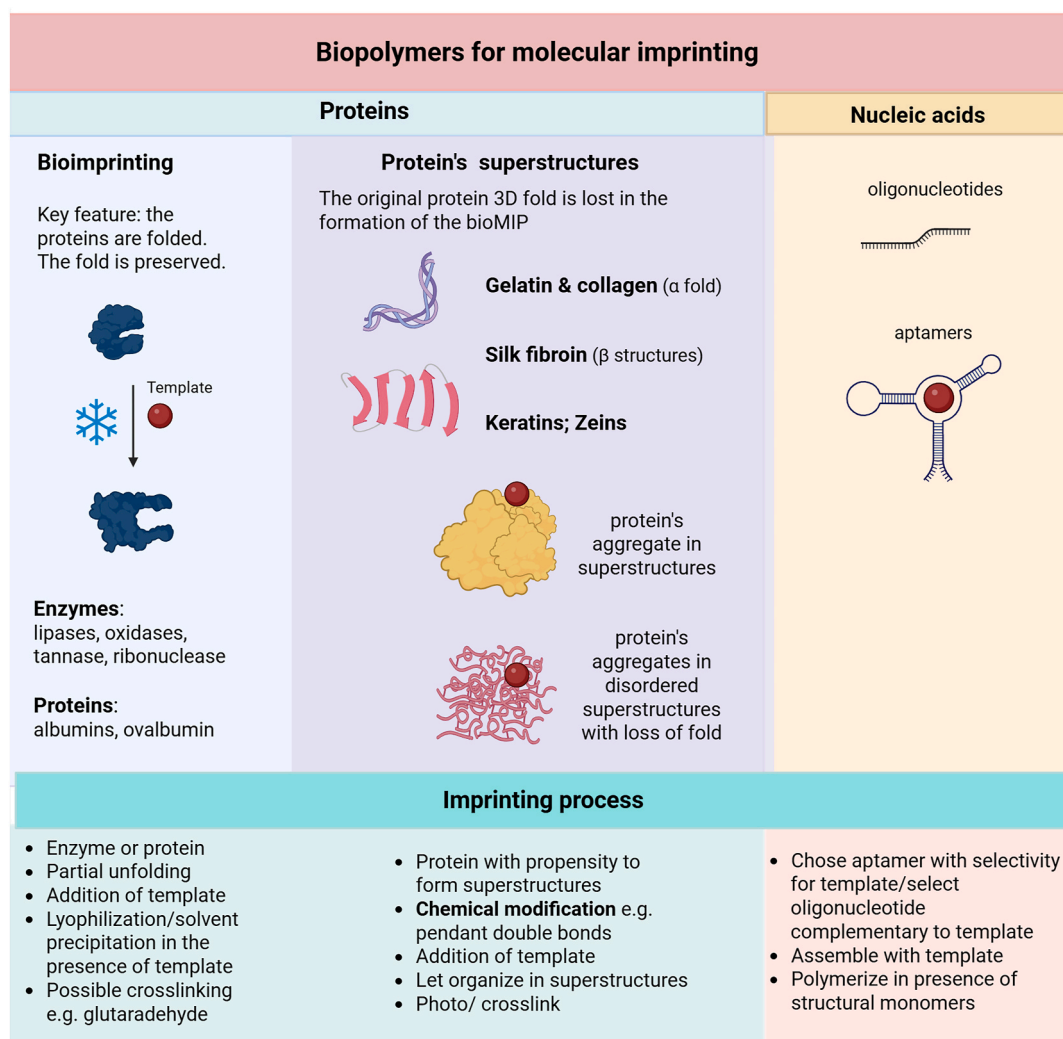 Biopolymers for molecular imprinting
Proteins
Nucleic acids
Bioimprinting
Key feature: the
proteins are folded.
The fold is preserved.
Template
Enzymes:
lipases, oxidases,
tannase, ribonuclease
Proteins:
albumins, ovalbumin
Protein's superstructures
The original protein 3D fold is lost in the
formation of the bioMIP
Gelatin & collagen (α fold)
Silk fibroin (β structures)
Keratins; Zeins
protein's
aggregate in
superstructures
protein's
aggregates in
disordered
superstructures
with loss of fold
oligonucleotides
aptamers
Imprinting process
• Enzyme or protein
• Partial unfolding
• Addition of template
• Lyophilization/solvent
precipitation in the
presence of template
• Possible crosslinking
e.g. glutaradehyde
• Protein with propensity to
form superstructures
• Chemical modification e.g.
pendant double bonds
• Addition of template
• Let organize in superstructures
• Photo/ crosslink
• Chose aptamer with selectivity
for template/select
oligonucleotide
complementary to template
• Assemble with template
• Polymerize in presence of
structural monomers